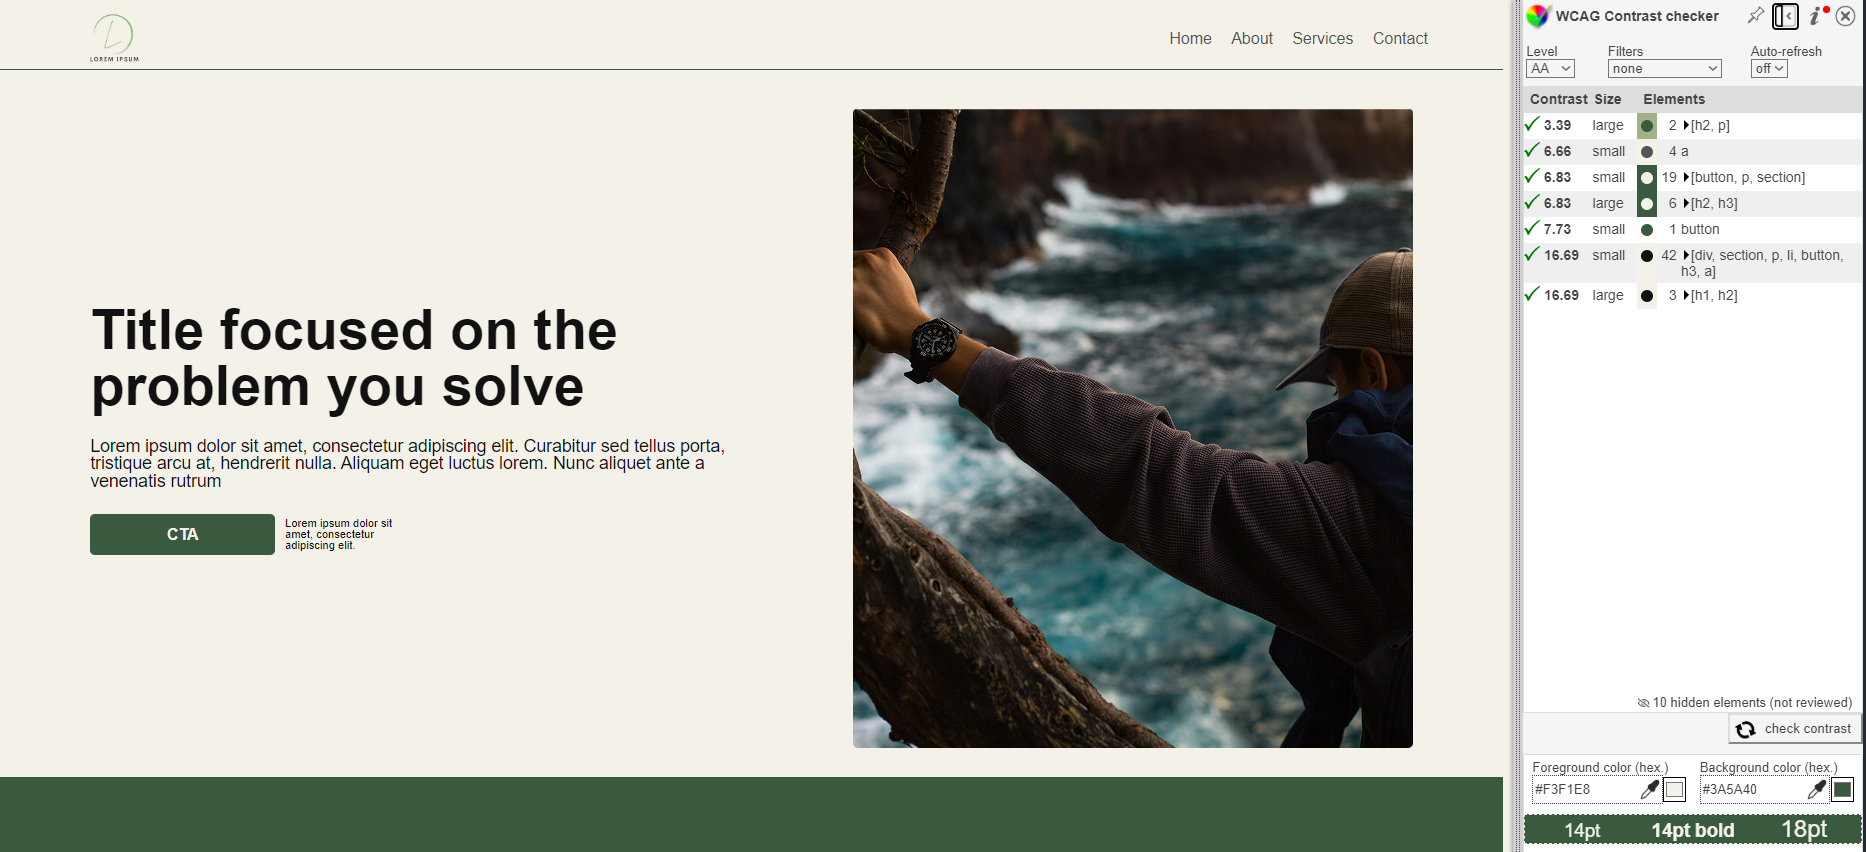 LOREM IPSUM
Home About Services Contact
Title focused on the
problem you solve
Lorem ipsum dolor sit amet, consectetur adipiscing elit. Curabitur sed tellus porta,
tristique arcu at, hendrerit nulla. Aliquam eget luctus lorem. Nunc aliquet ante a
venenatis rutrum
CTA
Lorem ipsum dolor sit
amet, consectetur
adipiscing elit.
WCAG Contrast checker
Level Filters Auto-refresh
AA none off
Contrast Size Elements
3.39 large 2 [h2, p]
6.66 small 4 a
6.83 small 19 [button, p, section]
6.83 large 6 [h2, h3]
7.73 small 1 button
16.69 small 42 [div, section, p, li, button,
h3, a]
16.69 large 3 [h1, h2]
10 hidden elements (not reviewed)
check contrast
Foreground color (hex.) Background color (hex.)
#F3F1E8 #3A5A40
14pt 14pt bold 18pt